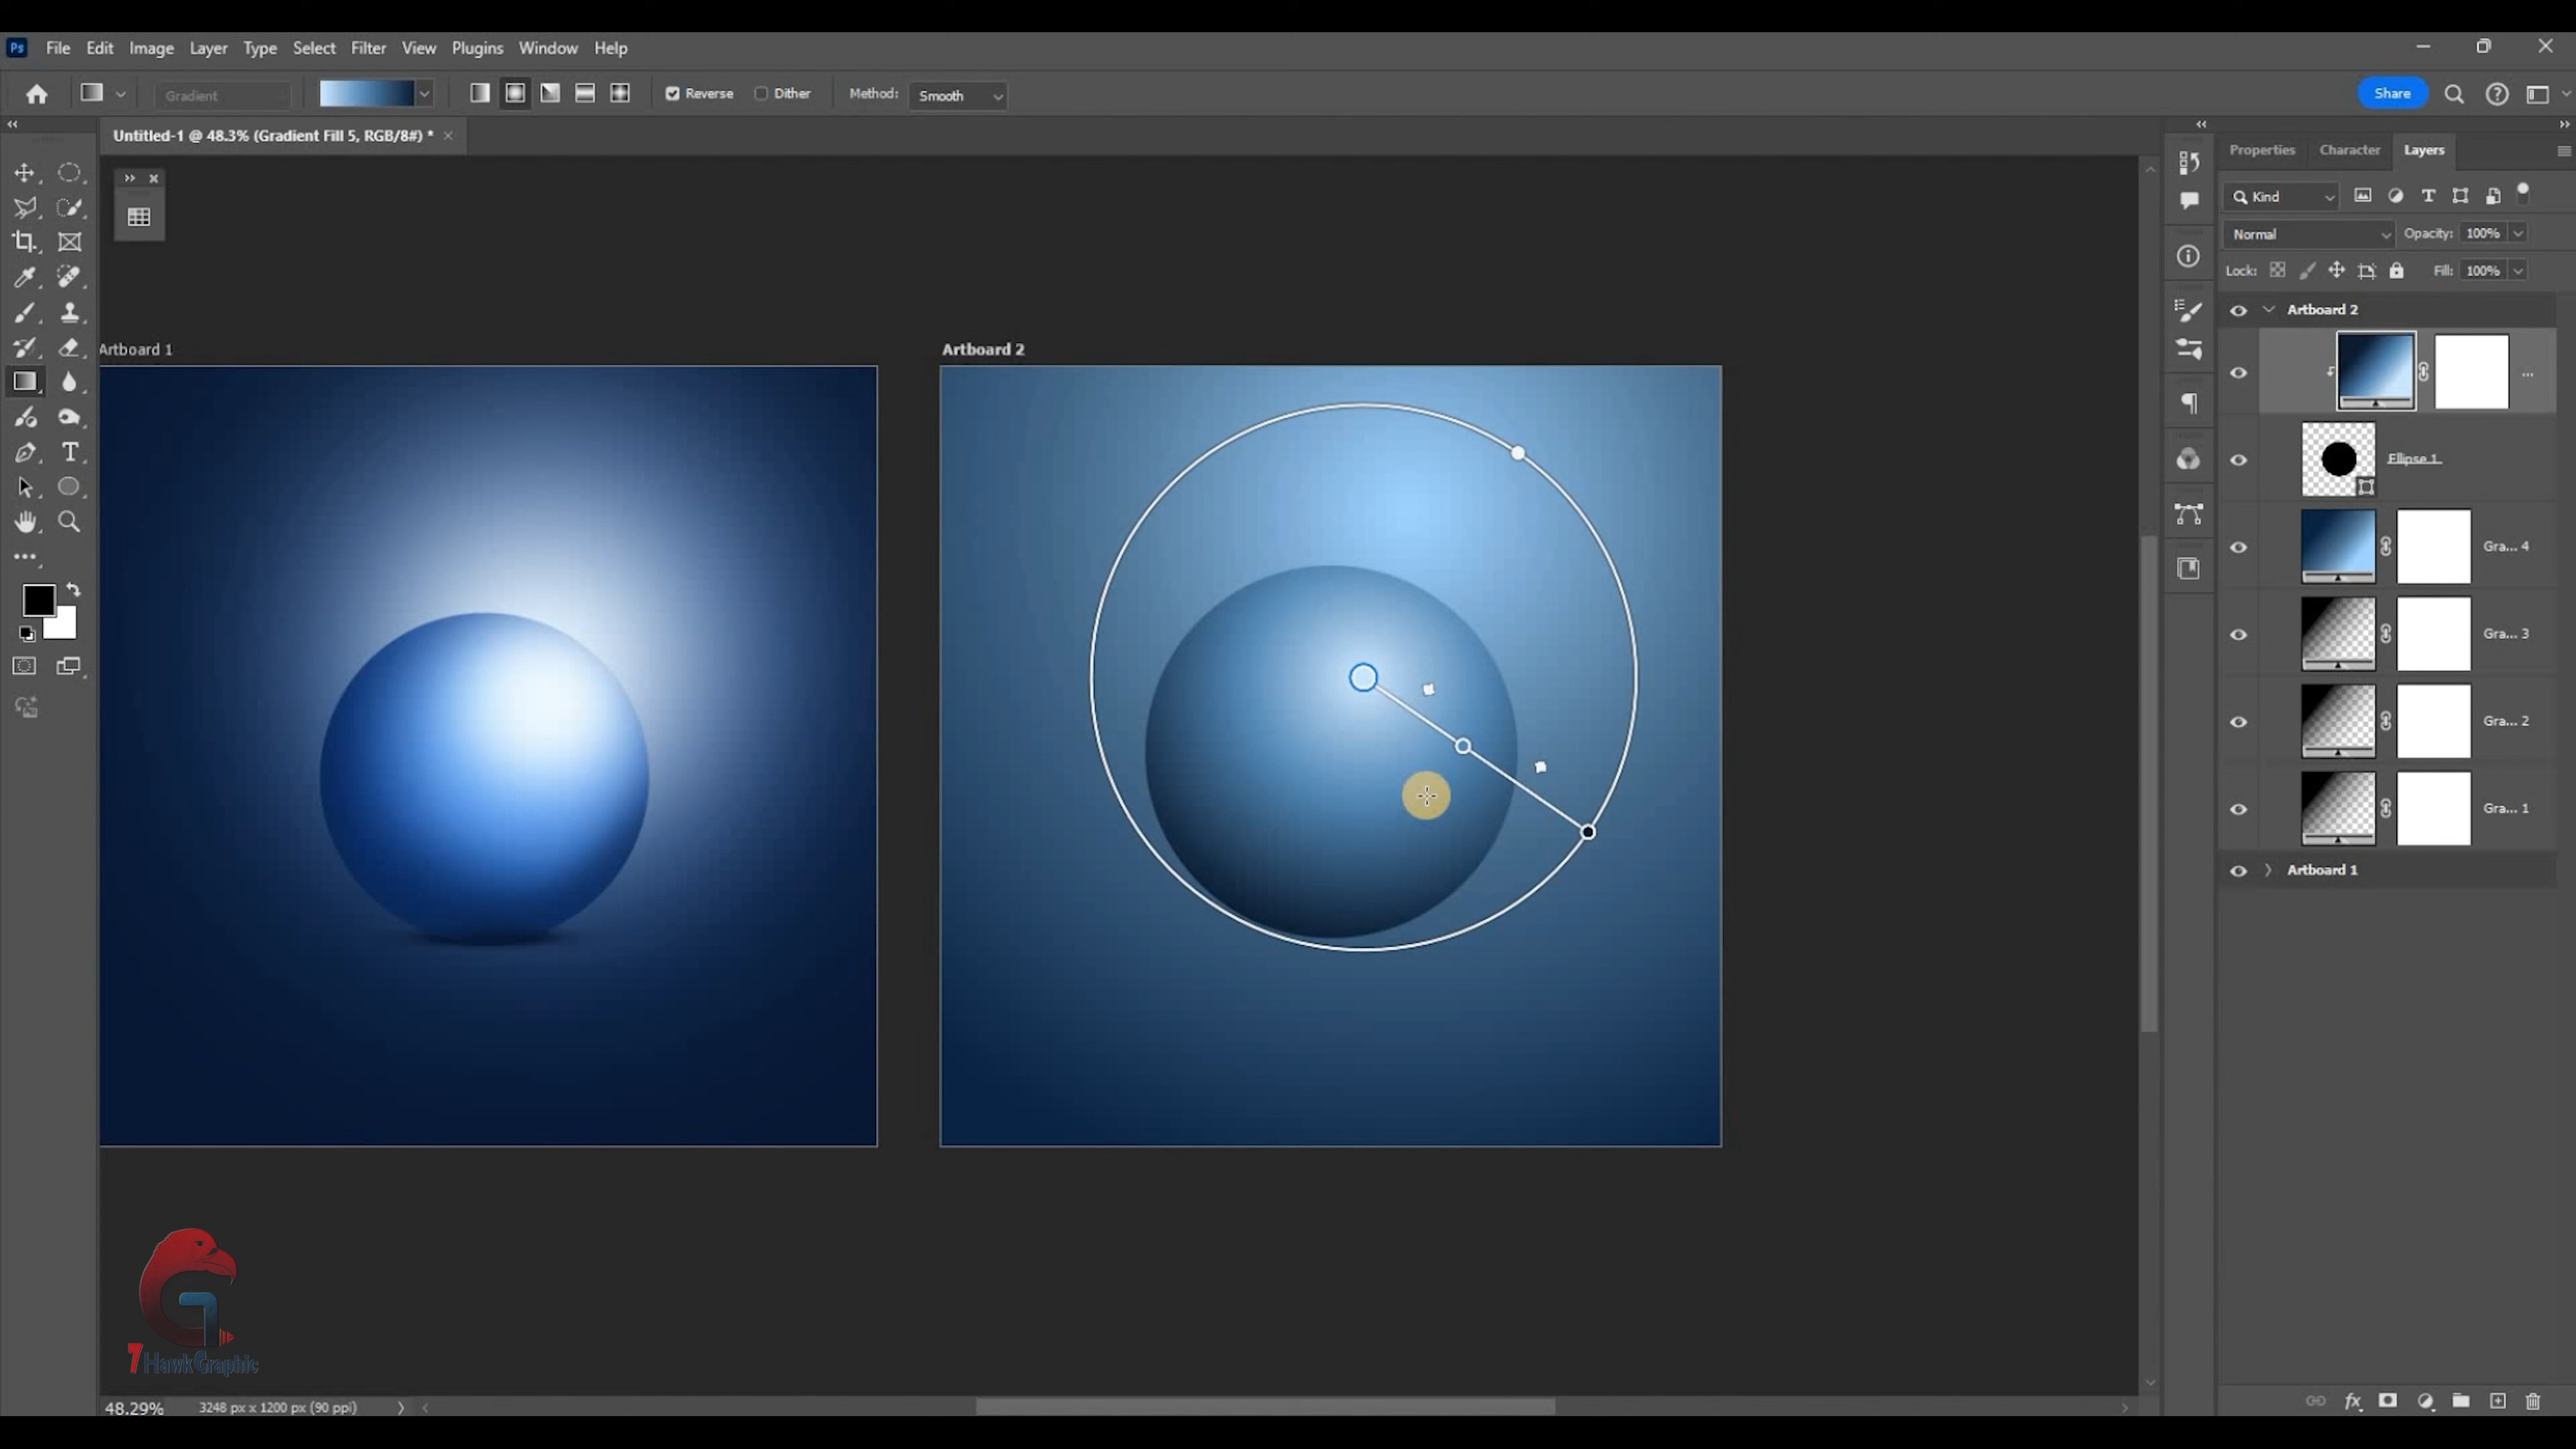 Ps File Edit Image Layer Type Select Filter View Plugins Window Help
Gradient Reverse Dither Method: Smooth Share
Untitled-1 @ 48.3% (Gradient Fill 5, RGB/8#) *
Properties Character Layers
Kind
Normal Opacity: 100%
Lock: Fill: 100%
Artboard 2
...
Ellipse 1
Gra... 4
Gra... 3
Gra... 2
Gra... 1
Artboard 1
Artboard 1
Artboard 2
7HawkGraphic
48.29% 3248 px x 1200 px (90 ppi)
fx